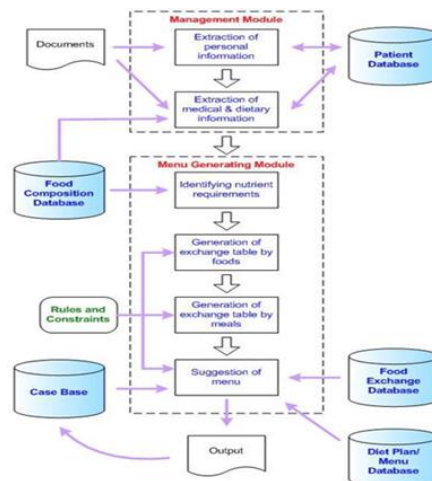 Management Module
Documents
Extraction of
personal
information
Patient
Database
Extraction of
medical & dietary
information
Menu Generating Module
Food
Composition
Database
Identifying nutrient
requirements
Generation of
exchange table by
foods
Rules and
Constraints
Generation of
exchange table by
meals
Case Base
Suggestion of
menu
Food
Exchange
Database
Output
Diet Plan/
Menu
Database